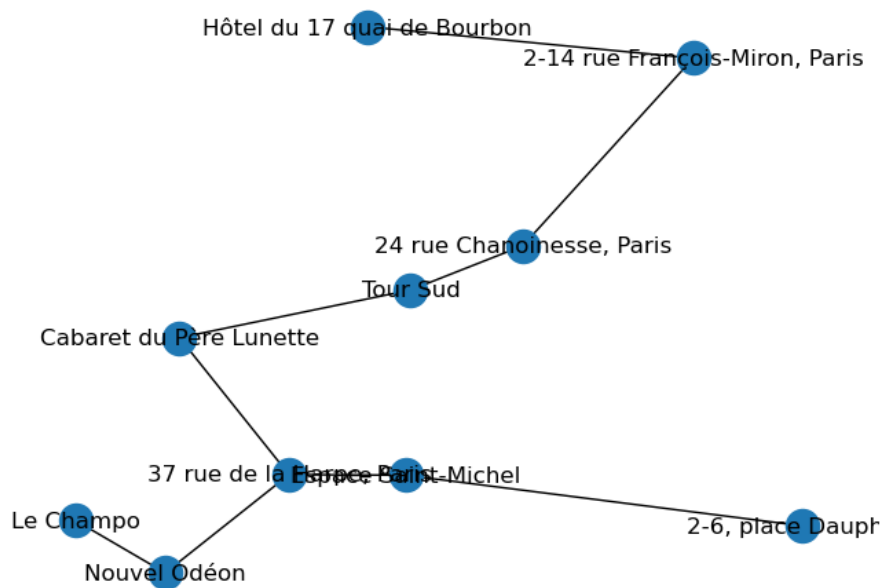 Hôtel du 17 quai de Bourbon
2-14 rue François-Miron, Paris
24 rue Chanoinesse, Paris
Tour Sud
Cabaret du Père Lunette
37 rue de la Harpe, Paris
Espace Saint-Michel
Le Champo
2-6, place Dauph
Nouvel Odéon